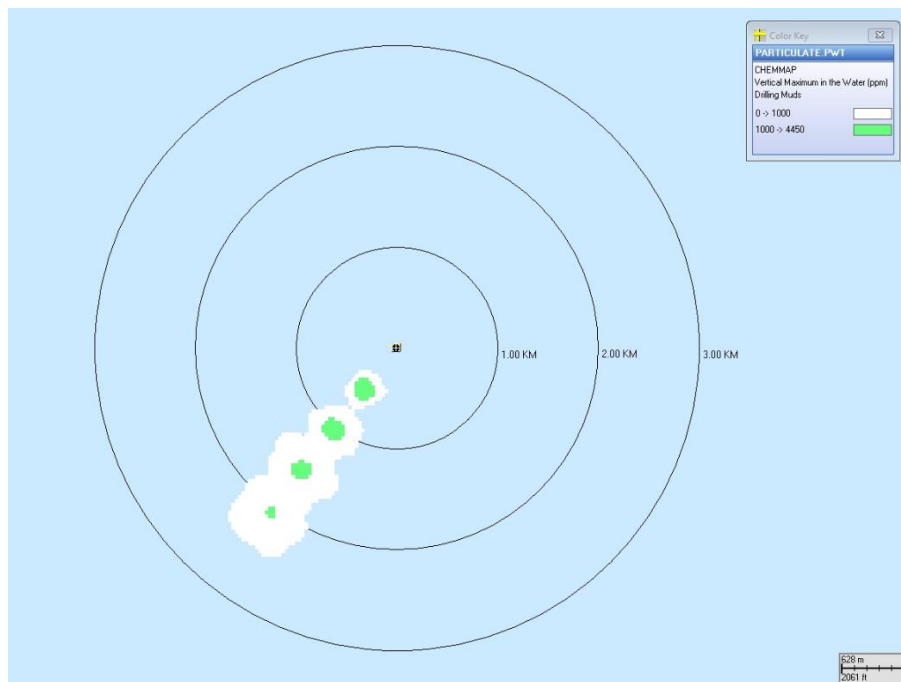 Color Key
PARTICULATE.PWT
CHEMMAP
Vertical Maximum in the Water (ppm)
Drilling Muds
0 -> 1000
1000 -> 4450
1.00 KM
2.00 KM
3.00 KM
628 m
2061 ft